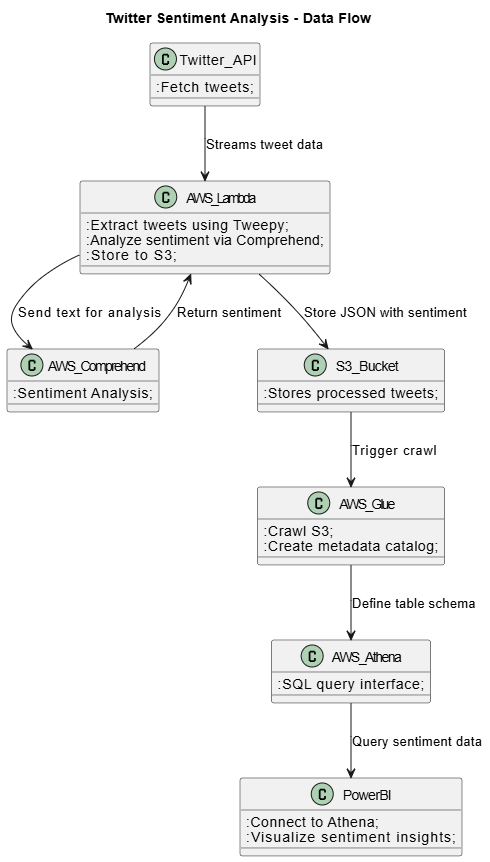 Twitter Sentiment Analysis - Data Flow
C Twitter_API
:Fetch tweets;
Streams tweet data
C AWS_Lambda
:Extract tweets using Tweepy;
:Analyze sentiment via Comprehend;
:Store to S3;
Send text for analysis
Return sentiment
Store JSON with sentiment
C AWS_Comprehend
:Sentiment Analysis;
C S3_Bucket
:Stores processed tweets;
Trigger crawl
C AWS_Glue
:Crawl S3;
:Create metadata catalog;
Define table schema
C AWS_Athena
:SQL query interface;
Query sentiment data
C PowerBI
:Connect to Athena;
:Visualize sentiment insights;